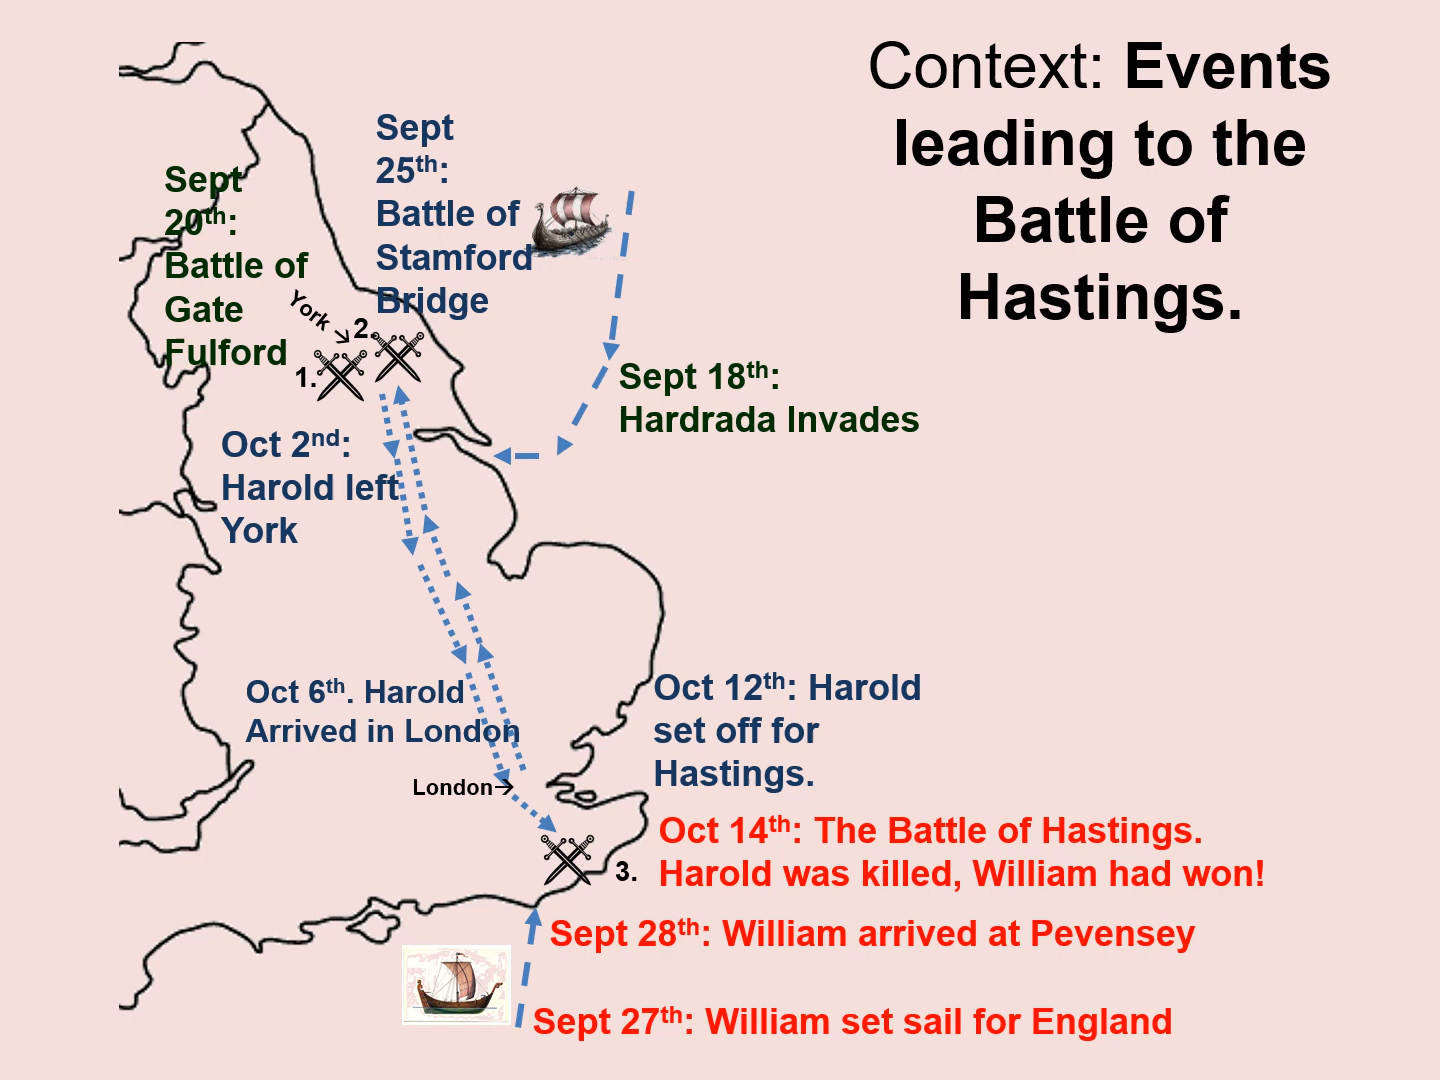 Context: Events
leading to the
Battle of
Hastings.
Sept
25th:
Battle of
Stamford
Bridge
Sept
20th:
Battle of
Gate
Fulford
York →
2.
1.
Sept 18th:
Hardrada Invades
Oct 2nd:
Harold left
York
Oct 6th. Harold
Arrived in London
London→
Oct 12th: Harold
set off for
Hastings.
Oct 14th: The Battle of Hastings.
Harold was killed, William had won!
3.
Sept 28th: William arrived at Pevensey
Sept 27th: William set sail for England